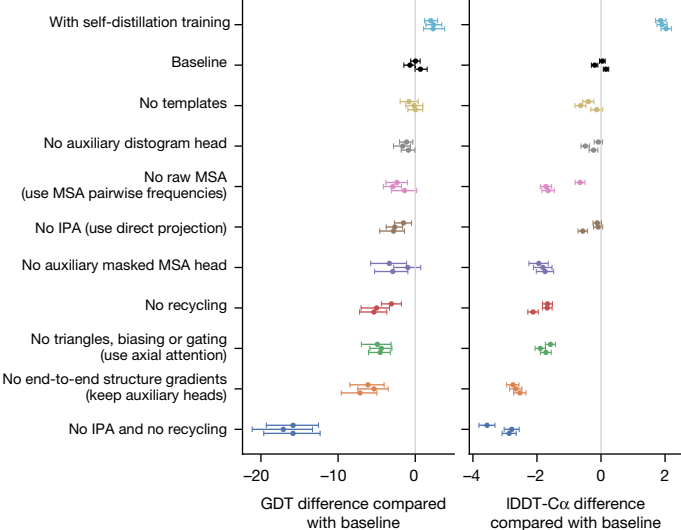 With self-distillation training
Baseline
No templates
No auxiliary distogram head
No raw MSA
(use MSA pairwise frequencies)
No IPA (use direct projection)
No auxiliary masked MSA head
No recycling
No triangles, biasing or gating
(use axial attention)
No end-to-end structure gradients
(keep auxiliary heads)
No IPA and no recycling
−20 −10 0
GDT difference compared
with baseline
−4 −2 0 2
lDDT-Cα difference
compared with baseline